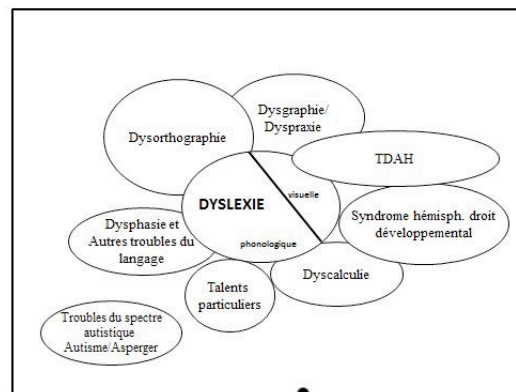 Dysgraphie/
Dyspraxie
Dysorthographie
TDAH
visuelle
DYSLEXIE
Syndrome hémisph. droit
développemental
Dysphasie et
Autres troubles du
langage
phonologique
Dyscalculie
Talents
particuliers
Troubles du spectre
autistique
Autisme/Asperger